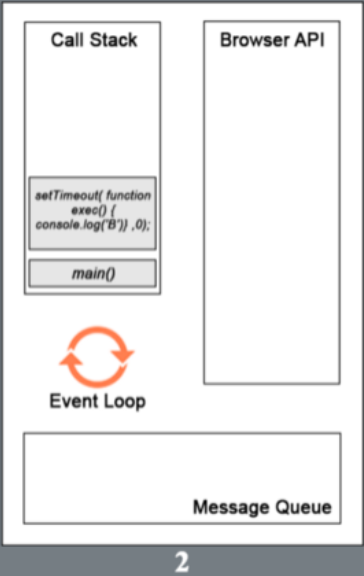 Call Stack
Browser API
setTimeout( function
exec() {
console.log('B')} ,0);
main()
Event Loop
Message Queue
2